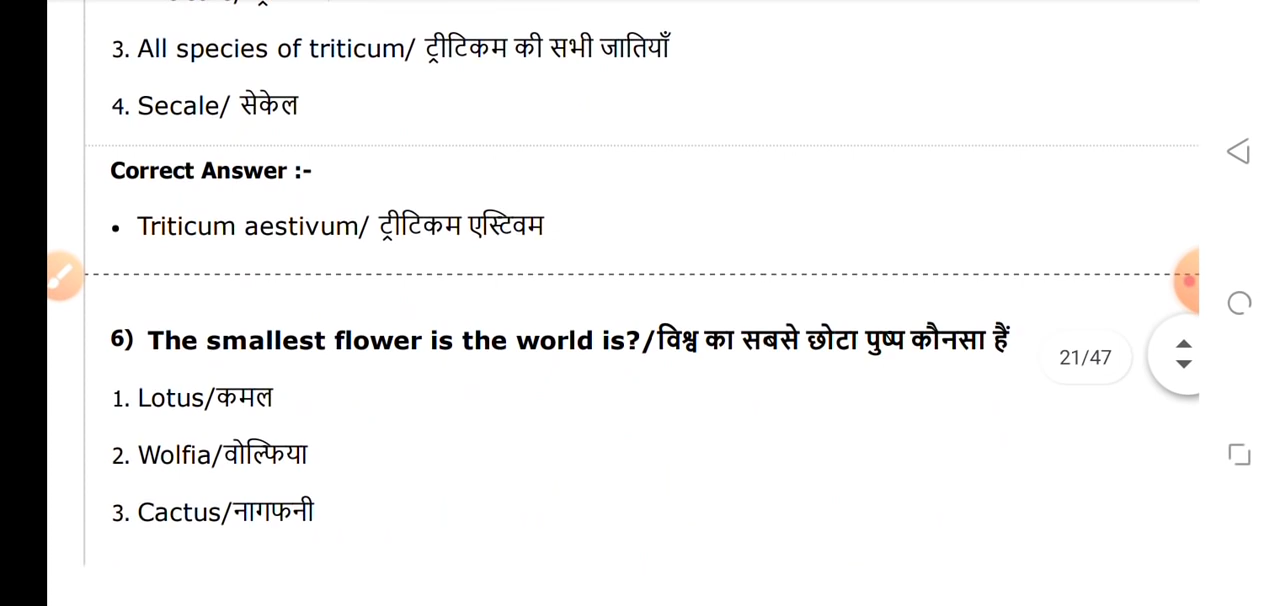 3. All species of triticum/ ट्रीटिकम की सभी जातियाँ
4. Secale/ सेकेल
Correct Answer :-
• Triticum aestivum/ ट्रीटिकम एस्टिवम
6) The smallest flower is the world is?/विश्व का सबसे छोटा पुष्प कौनसा हैं
21/47
1. Lotus/कमल
2. Wolfia/वोल्फिया
3. Cactus/नागफनी